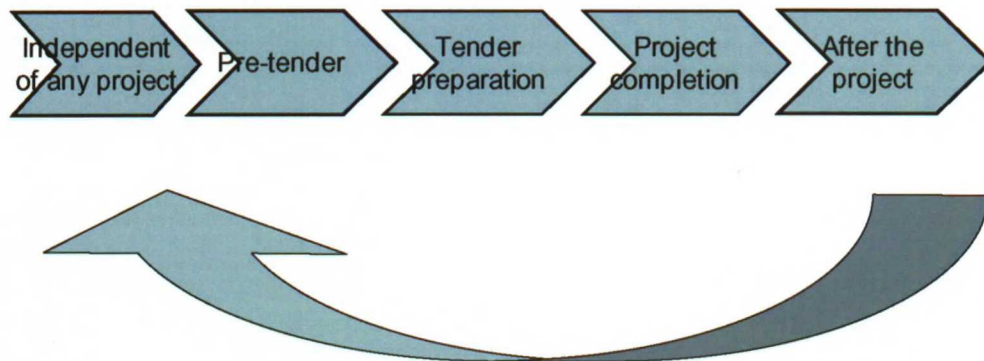 Independent
of any project
Pre-tender
Tender
preparation
Project
completion
After the
project